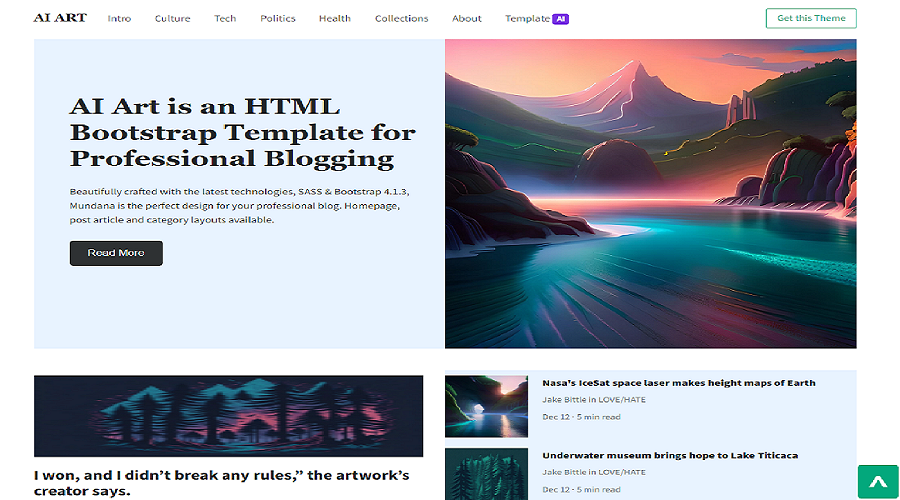 AI ART Intro Culture Tech Politics Health Collections About Template AI Get this Theme
AI Art is an HTML
Bootstrap Template for
Professional Blogging
Beautifully crafted with the latest technologies, SASS & Bootstrap 4.1.3,
Mundana is the perfect design for your professional blog. Homepage,
post article and category layouts available.
Read More
I won, and I didn't break any rules,” the artwork's
creator says.
Nasa's IceSat space laser makes height maps of Earth
Jake Bittle in LOVE/HATE
Dec 12 · 5 min read
Underwater museum brings hope to Lake Titicaca
Jake Bittle in LOVE/HATE
Dec 12 · 5 min read